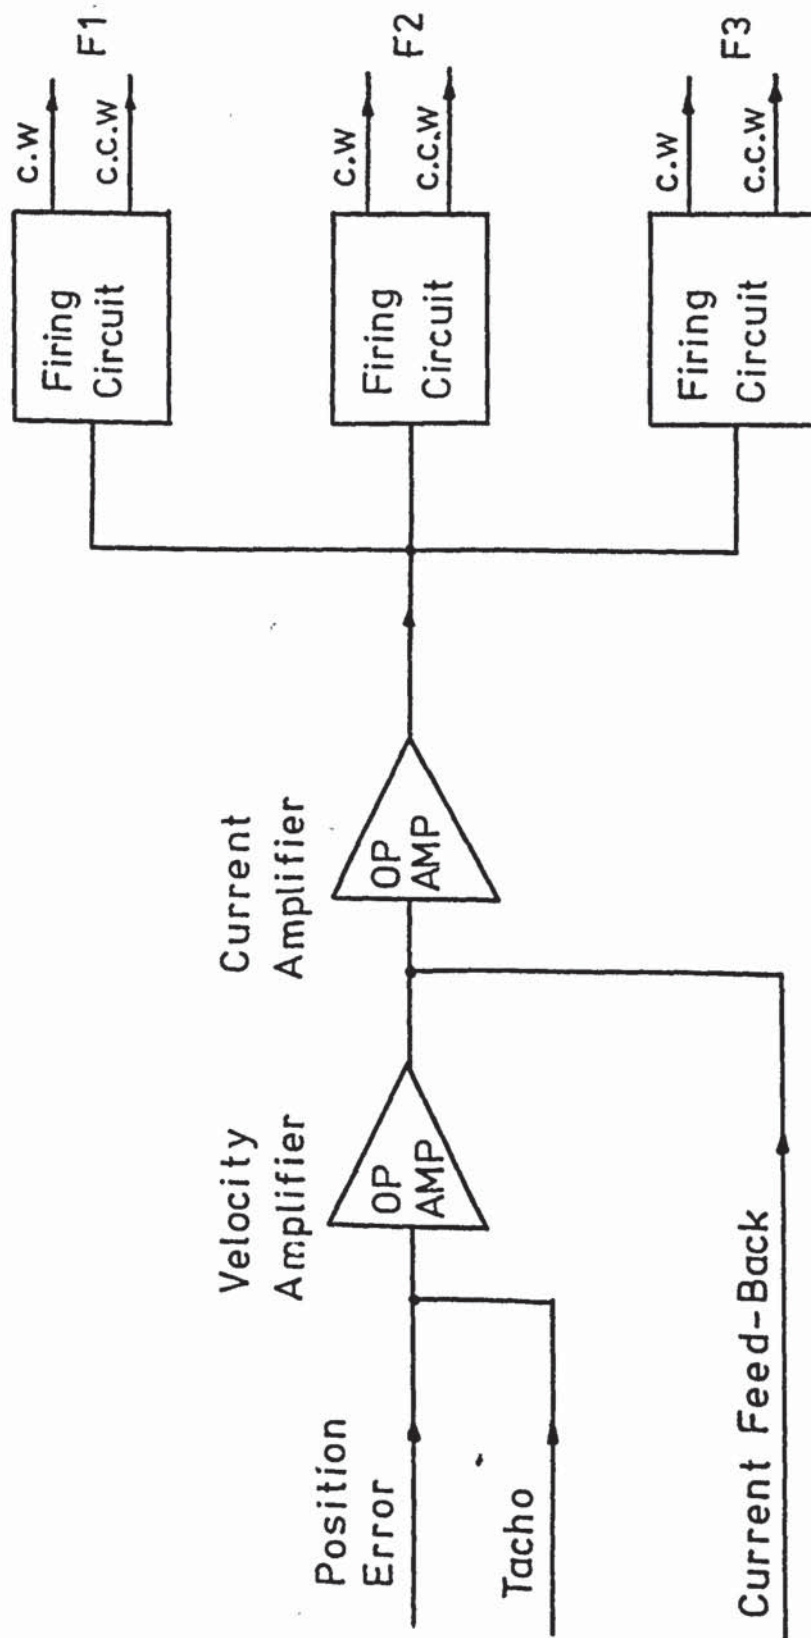 Position
Error
Tacho
Current Feed-Back
Velocity
Amplifier
OP
AMP
Current
Amplifier
OP
AMP
Firing
Circuit
c.w
c.c.w
F1
Firing
Circuit
c.w
c.c.w
F2
Firing
Circuit
c.w
c.c.w
F3